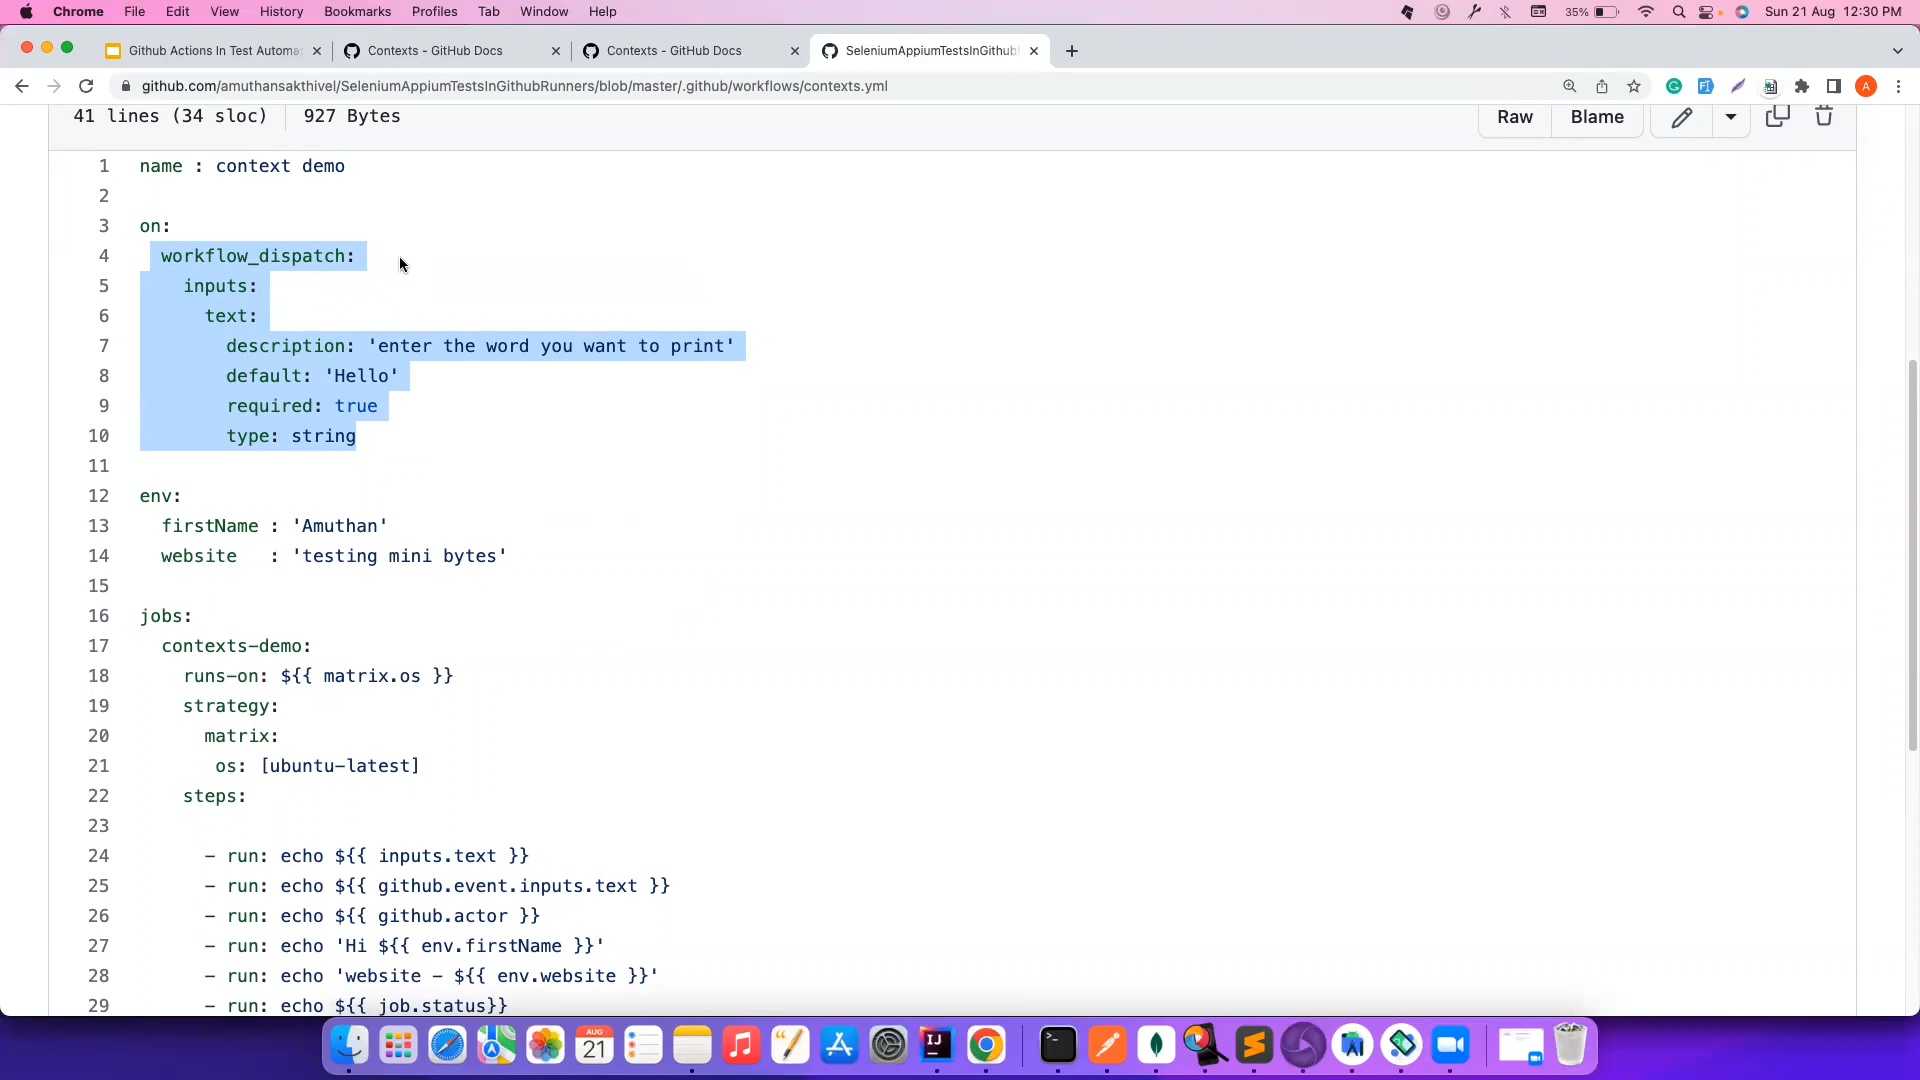 Chrome File Edit View History Bookmarks Profiles Tab Window Help 35% Sun 21 Aug 12:30 PM
Github Actions In Test Automa Contexts - GitHub Docs Contexts - GitHub Docs SeleniumAppiumTestsInGithub
github.com/amuthansakthivel/SeleniumAppiumTestsInGithubRunners/blob/master/.github/workflows/contexts.yml A
41 lines (34 sloc) 927 Bytes Raw Blame
1 name : context demo
2
3 on:
4 workflow_dispatch:
5 inputs:
6 text:
7 description: 'enter the word you want to print'
8 default: 'Hello'
9 required: true
10 type: string
11
12 env:
13 firstName : 'Amuthan'
14 website : 'testing mini bytes'
15
16 jobs:
17 contexts-demo:
18 runs-on: ${{ matrix.os }}
19 strategy:
20 matrix:
21 os: [ubuntu-latest]
22 steps:
23
24 - run: echo ${{ inputs.text }}
25 - run: echo ${{ github.event.inputs.text }}
26 - run: echo ${{ github.actor }}
27 - run: echo 'Hi ${{ env.firstName }}'
28 - run: echo 'website - ${{ env.website }}'
29 - run: echo ${{ job.status}}
AUG
21
IJ